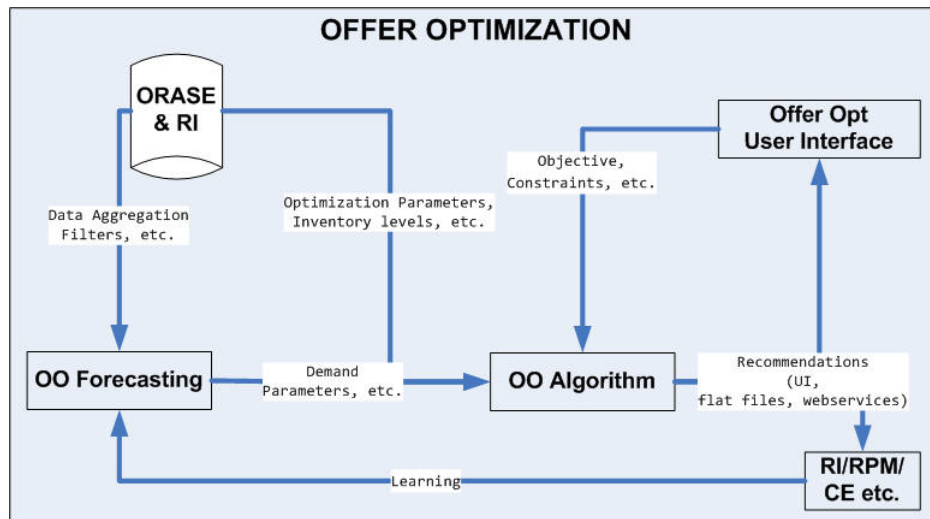 OFFER OPTIMIZATION
ORASE
& RI
Offer Opt
User Interface
Objective,
Constraints, etc.
Optimization Parameters,
Inventory levels, etc.
Data Aggregation
Filters, etc.
OO Forecasting
Demand
Parameters, etc.
OO Algorithm
Recommendations
(UI,
flat files, webservices)
RI/RPM/
CE etc.
Learning